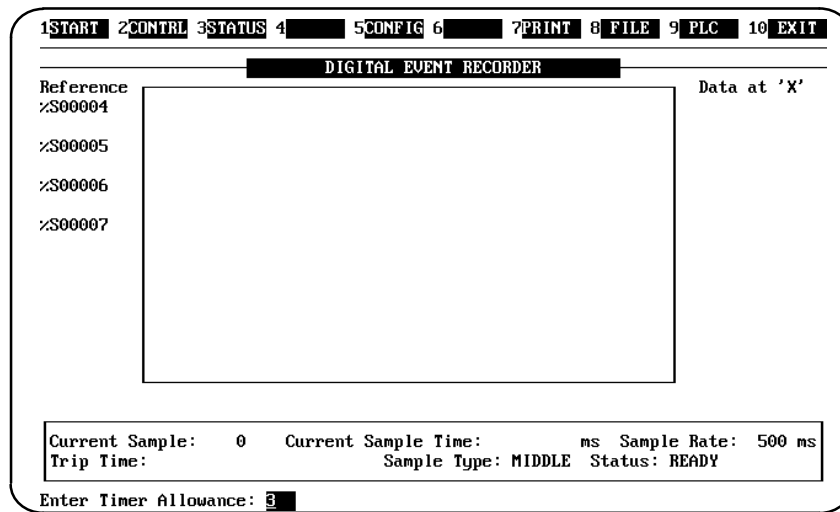 1START 2CONTRL 3STATUS 4 5CONFIG 6 7PRINT 8 FILE 9 PLC 10 EXIT
DIGITAL EVENT RECORDER
Reference Data at 'X'
%S00004
%S00005
%S00006
%S00007
Current Sample: 0 Current Sample Time: ms Sample Rate: 500 ms
Trip Time: Sample Type: MIDDLE Status: READY
Enter Timer Allowance: 3